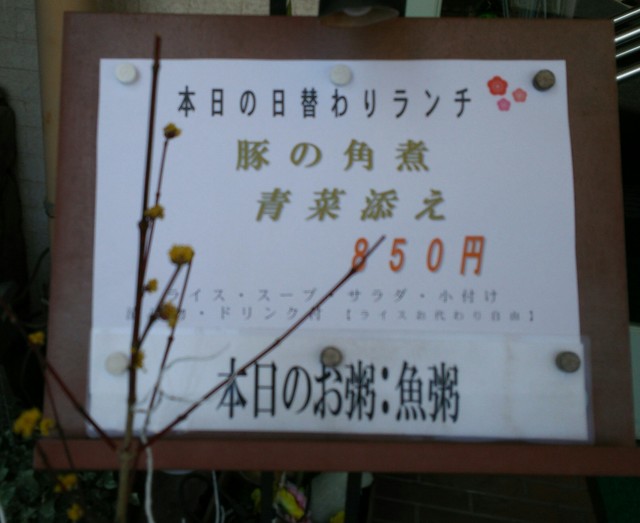 本日の日替わりランチ
豚の角煮
青菜添え
850円
ライス・スープ サラダ・小付け
・ドリンク付 【ライスお代わり自由】
本日のお粥:魚粥